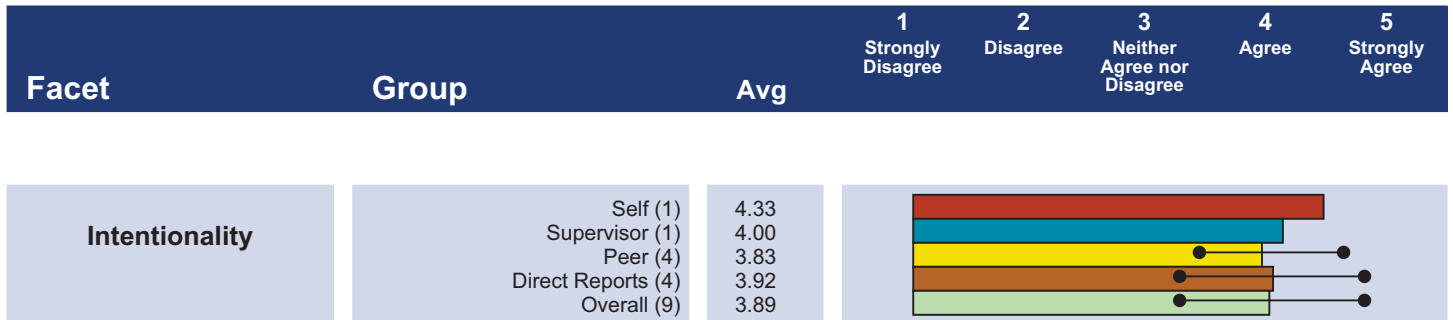 Facet
Group
Avg
1
Strongly
Disagree
2
Disagree
3
Neither
Agree nor
Disagree
4
Agree
5
Strongly
Agree
Intentionality
Self (1) 4.33
Supervisor (1) 4.00
Peer (4) 3.83
Direct Reports (4) 3.92
Overall (9) 3.89